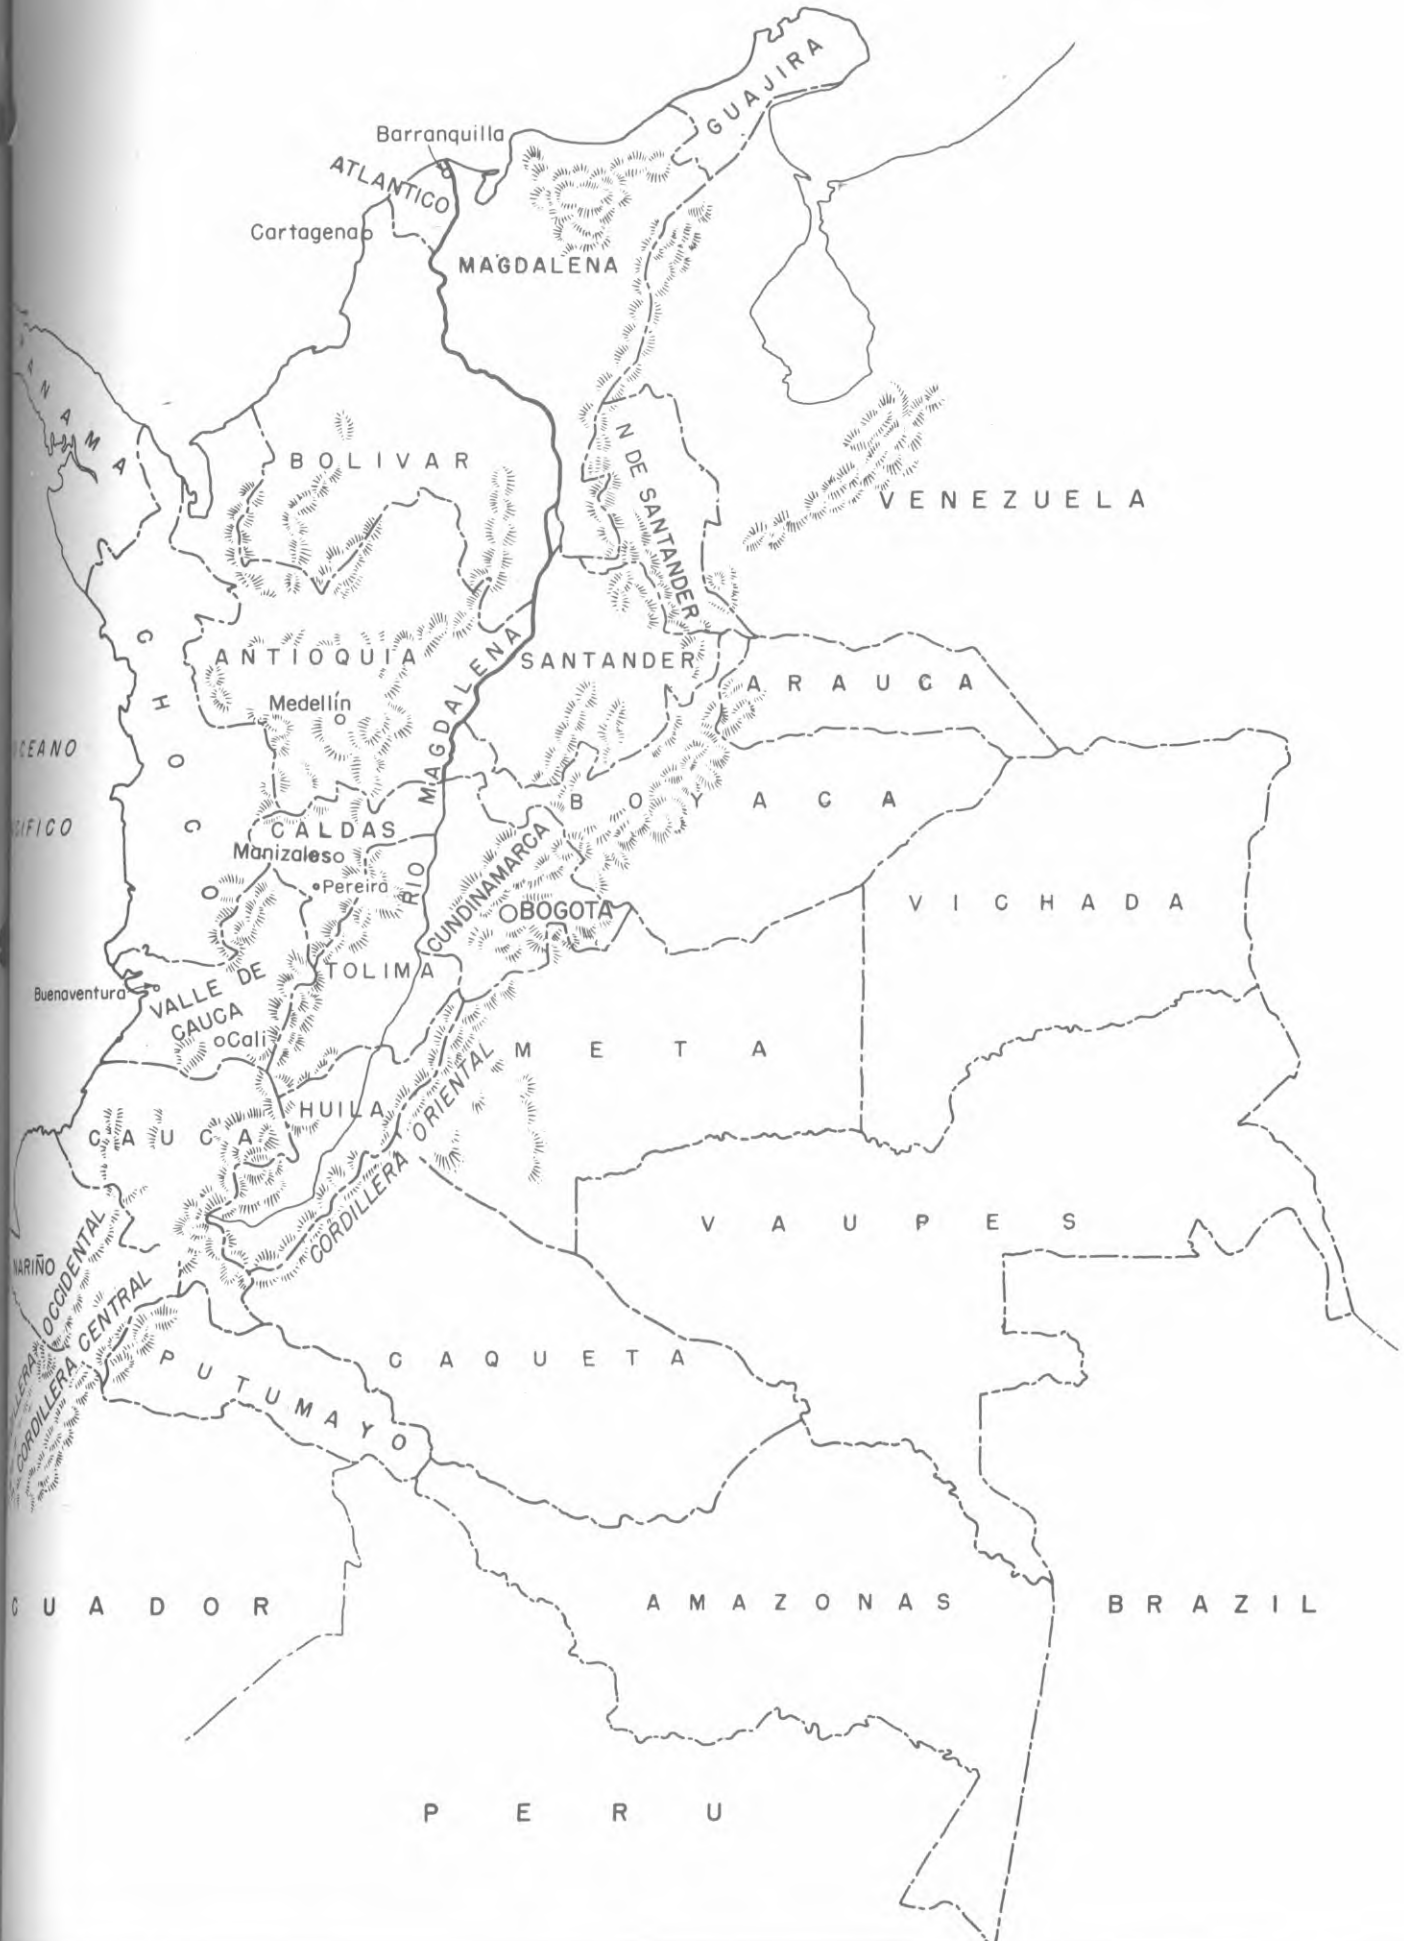 GUAJIRA
Barranquilla
ATLANTICO
Cartagena
MAGDALENA
PANAMA
BOLIVAR
N DE SANTANDER
VENEZUELA
CHOCO
ANTIOQUIA
Medellín
RIO MAGDALENA
SANTANDER
ARAUCA
BOYACA
CALDAS
Manizales
Pereira
CUNDINAMARCA
BOGOTA
VICHADA
TOLIMA
Buenaventura
VALLE DE
CAUCA
Cali
META
HUILA
CAUCA
CORDILLERA ORIENTAL
VAUPES
NARIÑO
OCCIDENTAL
CORDILLERA CENTRAL
PUTUMAYO
CAQUETA
CUADOR
AMAZONAS
BRAZIL
PERU